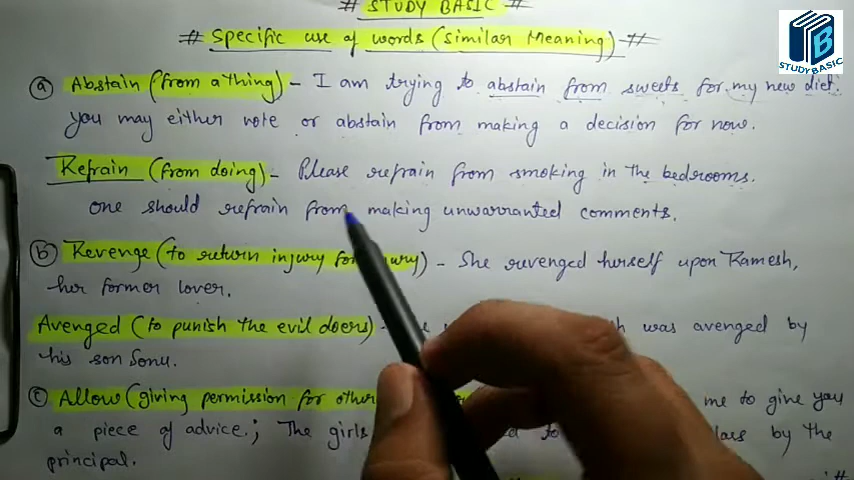 # STUDY BASIC #
# Specific use of words (Similar Meaning) #
STUDY BASIC
(a) Abstain (from a thing) - I am trying to abstain from sweets for my new diet.
You may either vote or abstain from making a decision for now.
Refrain (from doing) - Please refrain from smoking in the bedrooms.
One should refrain from making unwarranted comments.
(b) Revenge (to return injury for injury) - She revenged herself upon Ramesh,
her former lover.
Avenged (to punish the evil doers) - was avenged by
his son Sonu.
(c) Allow (giving permission for other me to give you
a piece of advice.; The girls by the
principal.